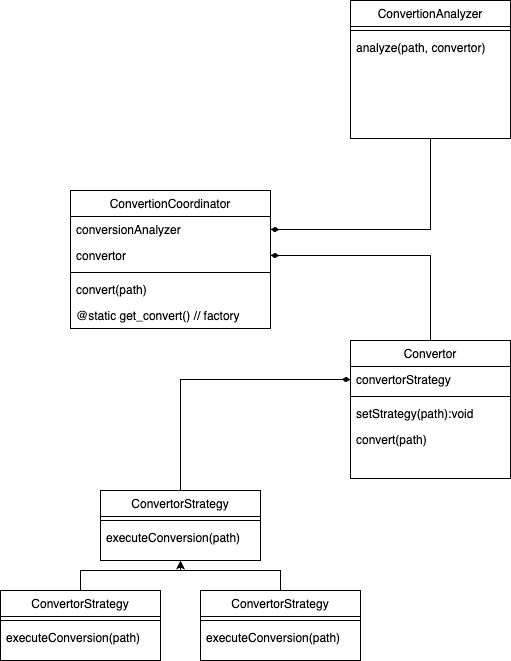 ConvertionAnalyzer
analyze(path, convertor)
ConvertionCoordinator
conversionAnalyzer
convertor
convert(path)
@static get_convert() // factory
Convertor
convertorStrategy
setStrategy(path):void
convert(path)
ConvertorStrategy
executeConversion(path)
ConvertorStrategy
executeConversion(path)
ConvertorStrategy
executeConversion(path)